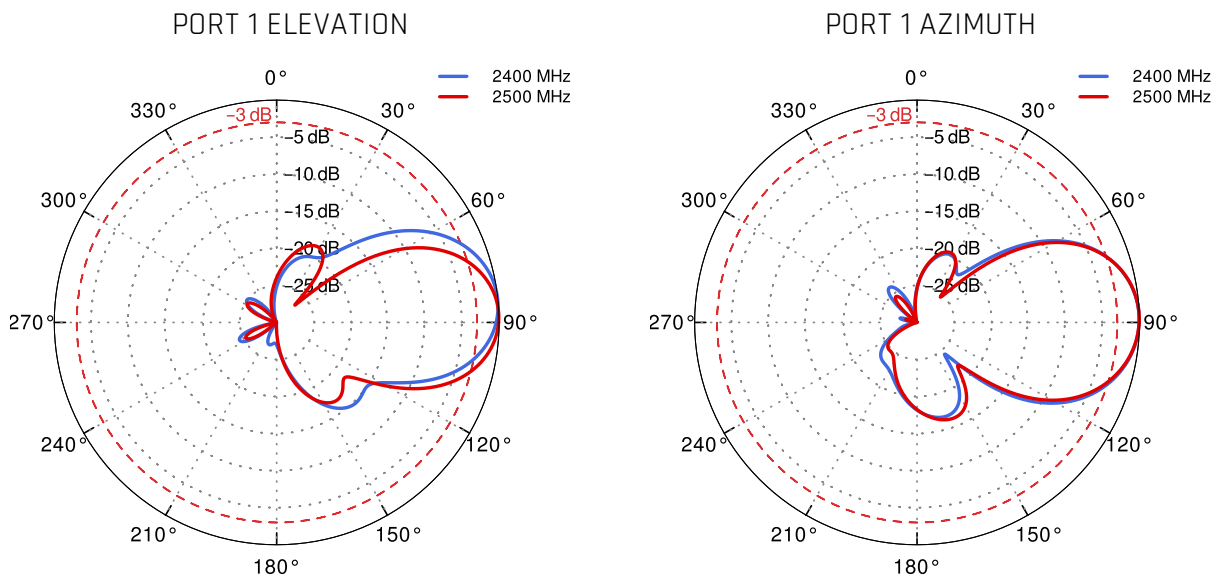 PORT 1 ELEVATION
0°
2400 MHz
2500 MHz
330°
−3 dB
30°
−5 dB
−10 dB
300°
60°
−15 dB
−20 dB
−25 dB
270°
90°
240°
120°
210°
150°
180°
PORT 1 AZIMUTH
0°
2400 MHz
2500 MHz
330°
−3 dB
30°
−5 dB
−10 dB
300°
60°
−15 dB
−20 dB
−25 dB
270°
90°
240°
120°
210°
150°
180°